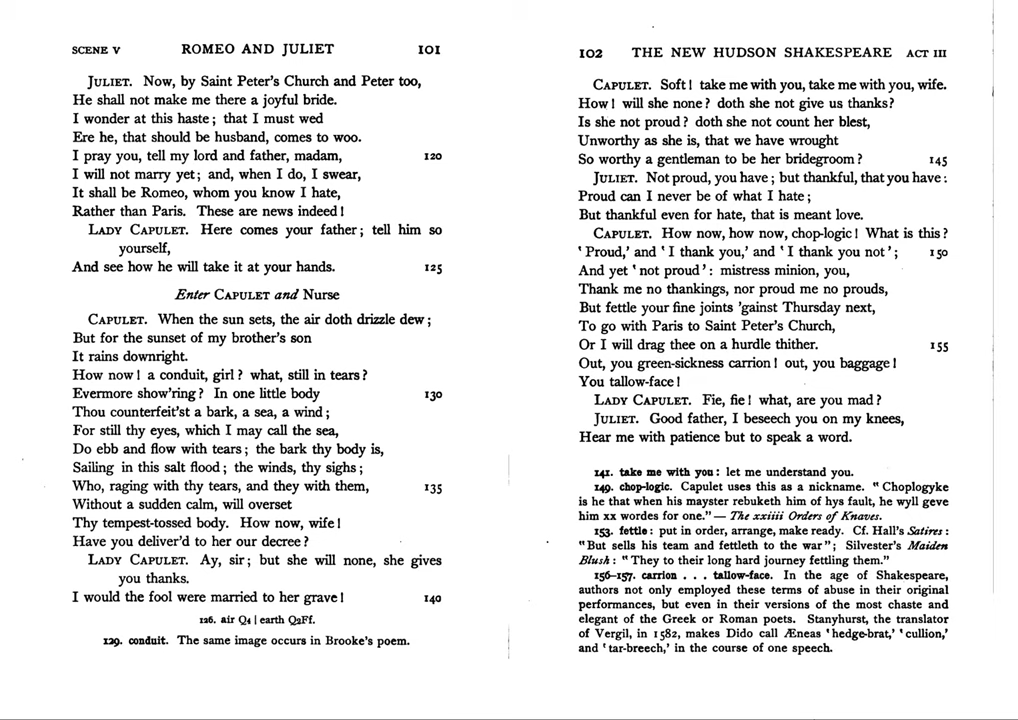 SCENE V ROMEO AND JULIET 101
JULIET. Now, by Saint Peter's Church and Peter too,
He shall not make me there a joyful bride.
I wonder at this haste; that I must wed
Ere he, that should be husband, comes to woo.
I pray you, tell my lord and father, madam, 120
I will not marry yet; and, when I do, I swear,
It shall be Romeo, whom you know I hate,
Rather than Paris. These are news indeed!
LADY CAPULET. Here comes your father; tell him so
yourself,
And see how he will take it at your hands. 125
Enter CAPULET and Nurse
CAPULET. When the sun sets, the air doth drizzle dew;
But for the sunset of my brother's son
It rains downright.
How now! a conduit, girl? what, still in tears?
Evermore show'ring? In one little body 130
Thou counterfeit'st a bark, a sea, a wind;
For still thy eyes, which I may call the sea,
Do ebb and flow with tears; the bark thy body is,
Sailing in this salt flood; the winds, thy sighs;
Who, raging with thy tears, and they with them, 135
Without a sudden calm, will overset
Thy tempest-tossed body. How now, wife!
Have you deliver'd to her our decree?
LADY CAPULET. Ay, sir; but she will none, she gives
you thanks.
I would the fool were married to her grave! 140
126. air Q4 | earth Q2Ff.
129. conduit. The same image occurs in Brooke's poem.
102 THE NEW HUDSON SHAKESPEARE ACT III
CAPULET. Soft! take me with you, take me with you, wife.
How! will she none? doth she not give us thanks?
Is she not proud? doth she not count her blest,
Unworthy as she is, that we have wrought
So worthy a gentleman to be her bridegroom? 145
JULIET. Not proud, you have; but thankful, that you have:
Proud can I never be of what I hate;
But thankful even for hate, that is meant love.
CAPULET. How now, how now, chop-logic! What is this?
'Proud,' and 'I thank you,' and 'I thank you not'; 150
And yet 'not proud': mistress minion, you,
Thank me no thankings, nor proud me no prouds,
But fettle your fine joints 'gainst Thursday next,
To go with Paris to Saint Peter's Church,
Or I will drag thee on a hurdle thither. 155
Out, you green-sickness carrion! out, you baggage!
You tallow-face!
LADY CAPULET. Fie, fie! what, are you mad?
JULIET. Good father, I beseech you on my knees,
Hear me with patience but to speak a word.
141. take me with you: let me understand you.
149. chop-logic. Capulet uses this as a nickname. "Choplogyke
is he that when his mayster rebuketh him of hys fault, he wyll geve
him xx wordes for one."— The xxiiii Orders of Knaves.
153. fettle: put in order, arrange, make ready. Cf. Hall's Satires:
"But sells his team and fettleth to the war"; Silvester's Maiden
Blush: "They to their long hard journey fettling them."
156-157. carrion . . . tallow-face. In the age of Shakespeare,
authors not only employed these terms of abuse in their original
performances, but even in their versions of the most chaste and
elegant of the Greek or Roman poets. Stanyhurst, the translator
of Vergil, in 1582, makes Dido call Æneas 'hedge-brat,' 'cullion,'
and 'tar-breech,' in the course of one speech.